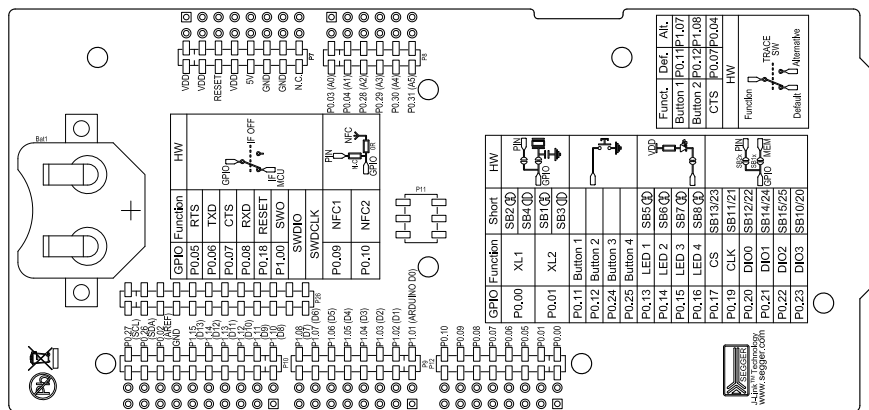 Bat1
VDD
VDD
RESET
VDD
5V
GND
GND
N.C.
P7
P0.03 (A0)
P0.04 (A1)
P0.28 (A2)
P0.29 (A3)
P0.30 (A4)
P0.31 (A5)
P8
GPIO Function HW
P0.05 RTS
P0.06 TXD
P0.07 CTS
P0.08 RXD
P0.18 RESET
P1.00 SWO
SWDIO
SWDCLK
P0.09 NFC1
P0.10 NFC2
GPIO
IF OFF
IF
MCU
PIN
NFC
N.C.
0R
GPIO
P11
Funct. Def. Alt.
Button 1 P0.11 P1.07
Button 2 P0.12 P1.08
CTS P0.07 P0.04
HW
Function
TRACE
SW
Default
Alternative
GPIO Function Short HW
P0.00 XL1 SB2 SB4
P0.01 XL2 SB1 SB3
P0.11 Button 1
P0.12 Button 2
P0.24 Button 3
P0.25 Button 4
P0.13 LED 1 SB5
P0.14 LED 2 SB6
P0.15 LED 3 SB7
P0.16 LED 4 SB8
P0.17 CS SB13/23
P0.19 CLK SB11/21
P0.20 DIO0 SB12/22
P0.21 DIO1 SB14/24
P0.22 DIO2 SB15/25
P0.23 DIO3 SB10/20
PIN
GPIO
VDD
PIN
SB2x
SB1x
GPIO
MEM
P26
P0.27
(SCL)
P0.26
(SDA)
P0.02
(AREF)
GND
P1.15
(D13)
P1.14
(D12)
P1.13
(D11)
P1.12
(D10)
P1.11
(D9)
P1.10
(D8)
P10
P1.08
(D7)
P1.07 (D6)
P1.06 (D5)
P1.05 (D4)
P1.04 (D3)
P1.03 (D2)
P1.02 (D1)
P1.01 (ARDUINO D0)
P9
P12
P0.10
P0.09
P0.08
P0.07
P0.06
P0.05
P0.01
P0.00
Pb
SEGGER
J-Link™ Technology
www.segger.com